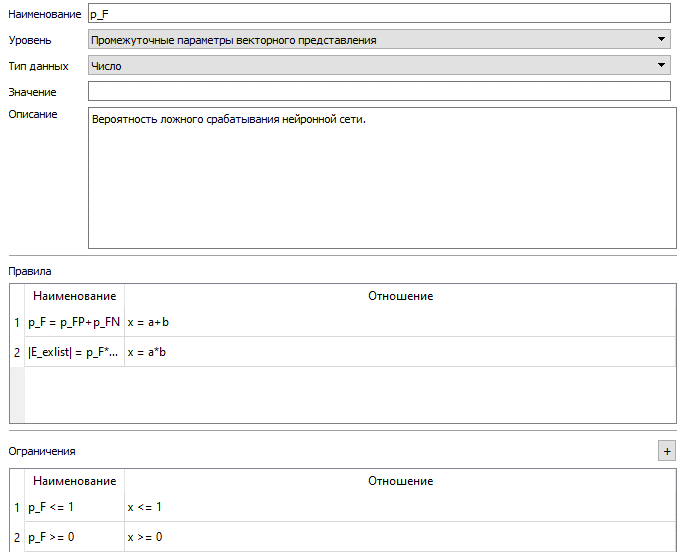 Наименование p_F
Уровень Промежуточные параметры векторного представления
Тип данных Число
Значение
Описание Вероятность ложного срабатывания нейронной сети.
Правила
Наименование Отношение
1 p_F = p_FP+p_FN x = a+b
2 |E_exlist| = p_F*... x = a*b
Ограничения +
Наименование Отношение
1 p_F <= 1 x <= 1
2 p_F >= 0 x >= 0